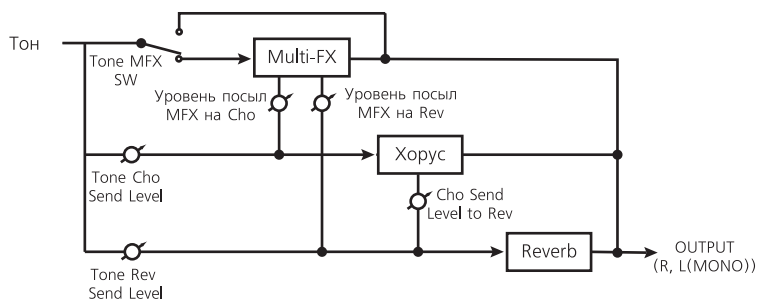 Тон
Tone MFX
SW
Multi-FX
Уровень посыл
MFX на Cho
Уровень посыл
MFX на Rev
Хорус
Tone Cho
Send Level
Cho Send
Level to Rev
Reverb
OUTPUT
(R, L(MONO))
Tone Rev
Send Level